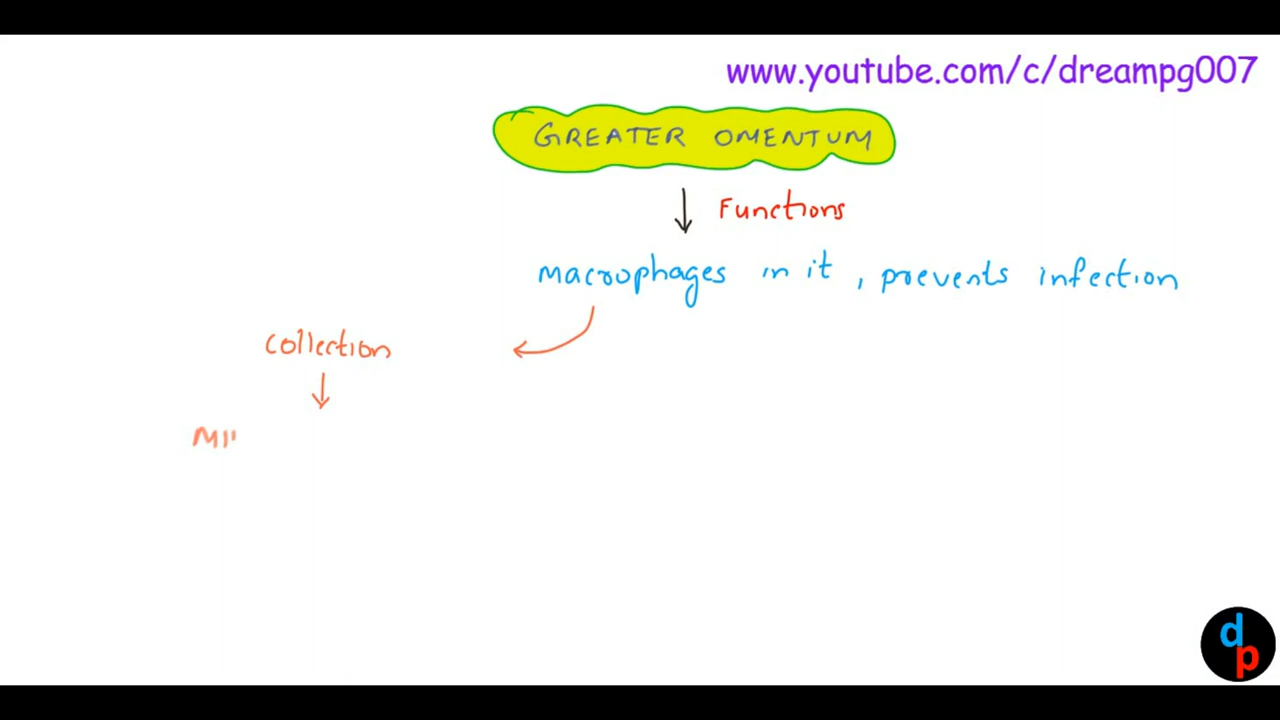 www.youtube.com/c/dreampg007
GREATER OMENTUM
Functions
macrophages in it, prevents infection
collection
dp